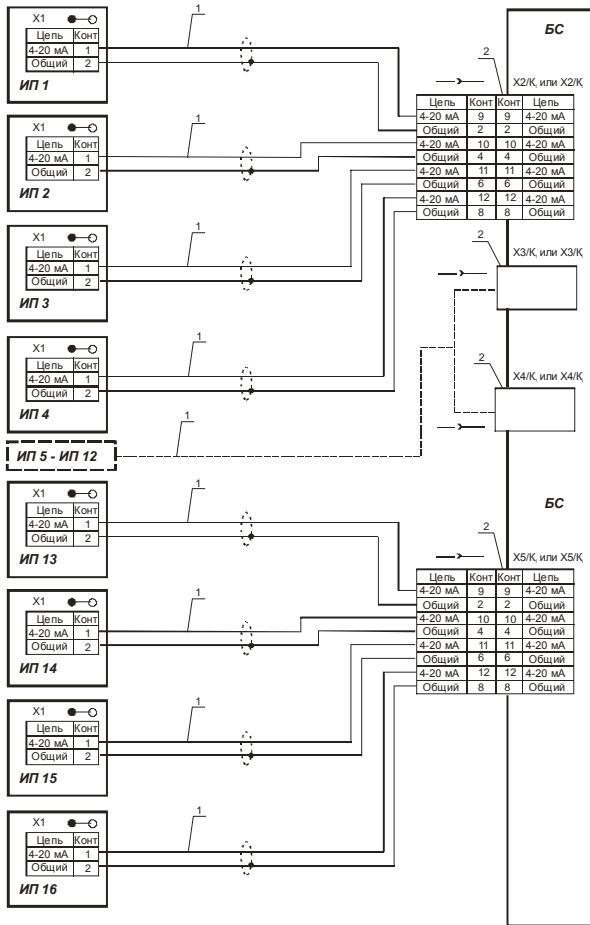 X1
Цепь Конт
4-20 мА 1
Общий 2
ИП 1
1
X1
Цепь Конт
4-20 мА 1
Общий 2
ИП 2
1
X1
Цепь Конт
4-20 мА 1
Общий 2
ИП 3
1
X1
Цепь Конт
4-20 мА 1
Общий 2
ИП 4
1
ИП 5 - ИП 12
1
X1
Цепь Конт
4-20 мА 1
Общий 2
ИП 13
1
X1
Цепь Конт
4-20 мА 1
Общий 2
ИП 14
1
X1
Цепь Конт
4-20 мА 1
Общий 2
ИП 15
1
X1
Цепь Конт
4-20 мА 1
Общий 2
ИП 16
1
БС
2
X2/К, или X2/К,
Цепь Конт Конт Цепь
4-20 мА 9 9 4-20 мА
Общий 2 2 Общий
4-20 мА 10 10 4-20 мА
Общий 4 4 Общий
4-20 мА 11 11 4-20 мА
Общий 6 6 Общий
4-20 мА 12 12 4-20 мА
Общий 8 8 Общий
2
X3/К, или X3/К,
2
X4/К, или X4/К,
БС
2
X5/К, или X5/К,
Цепь Конт Конт Цепь
4-20 мА 9 9 4-20 мА
Общий 2 2 Общий
4-20 мА 10 10 4-20 мА
Общий 4 4 Общий
4-20 мА 11 11 4-20 мА
Общий 6 6 Общий
4-20 мА 12 12 4-20 мА
Общий 8 8 Общий